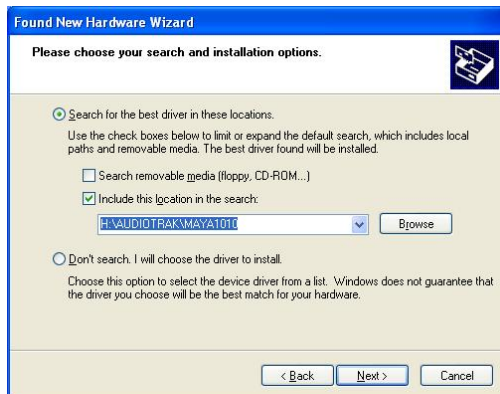 Found New Hardware Wizard
Please choose your search and installation options.
Search for the best driver in these locations.
Use the check boxes below to limit or expand the default search, which includes local
paths and removable media. The best driver found will be installed.
Search removable media (floppy, CD-ROM...)
Include this location in the search:
H:\AUDIOTRAK\MAYA1010
Browse
Don't search. I will choose the driver to install.
Choose this option to select the device driver from a list. Windows does not guarantee that
the driver you choose will be the best match for your hardware.
< Back
Next >
Cancel